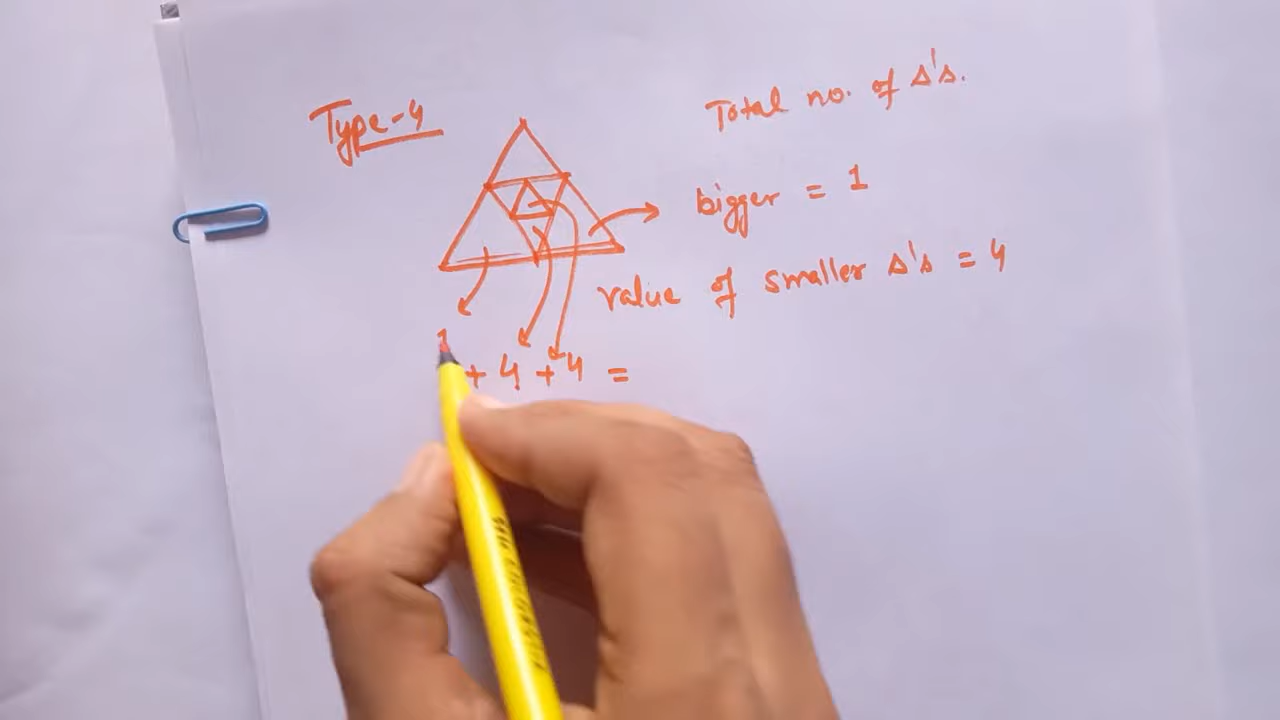 Type-4
Total no. of Δ's.
bigger = 1
value of smaller Δ's = 4
1 + 4 + 4 =